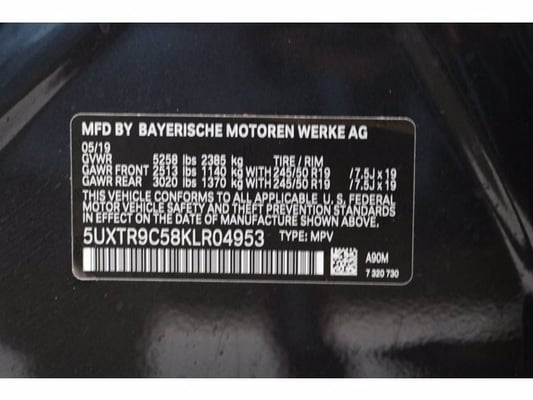 MFD BY BAYERISCHE MOTOREN WERKE AG
05/19
GVWR 5258 lbs 2385 kg TIRE / RIM
GAWR FRONT 2513 lbs 1140 kg WITH 245/50 R19 /7.5J x 19
GAWR REAR 3020 lbs 1370 kg WITH 245/50 R19 /7.5J x 19
THIS VEHICLE CONFORMS TO ALL APPLICABLE U. S. FEDERAL
MOTOR VEHICLE SAFETY AND THEFT PREVENTION STANDARDS
IN EFFECT ON THE DATE OF MANUFACTURE SHOWN ABOVE.
5UXTR9C58KLR04953 TYPE: MPV
A90M
7 320 730